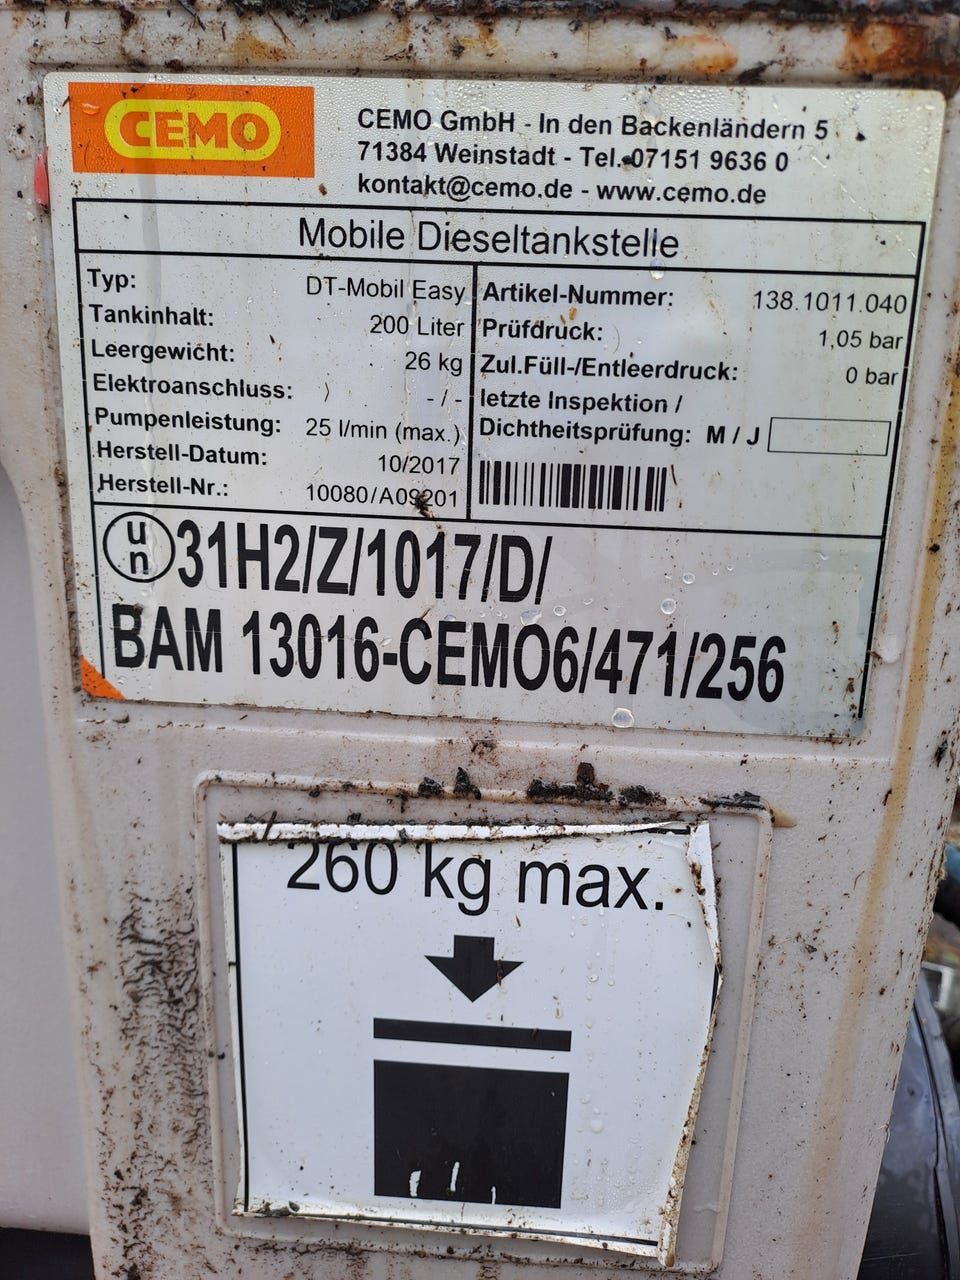 CEMO
CEMO GmbH - In den Backenländern 5
71384 Weinstadt - Tel. 07151 9636 0
kontakt@cemo.de - www.cemo.de
Mobile Dieseltankstelle
Typ: DT-Mobil Easy
Tankinhalt: 200 Liter
Leergewicht: 26 kg
Elektroanschluss: - / -
Pumpenleistung: 25 l/min (max.)
Herstell-Datum: 10/2017
Herstell-Nr.: 10080/A09201
Artikel-Nummer: 138.1011.040
Prüfdruck: 1,05 bar
Zul.Füll-/Entleerdruck: 0 bar
letzte Inspektion /
Dichtheitsprüfung: M / J
un 31H2/Z/1017/D/
BAM 13016-CEMO6/471/256
260 kg max.